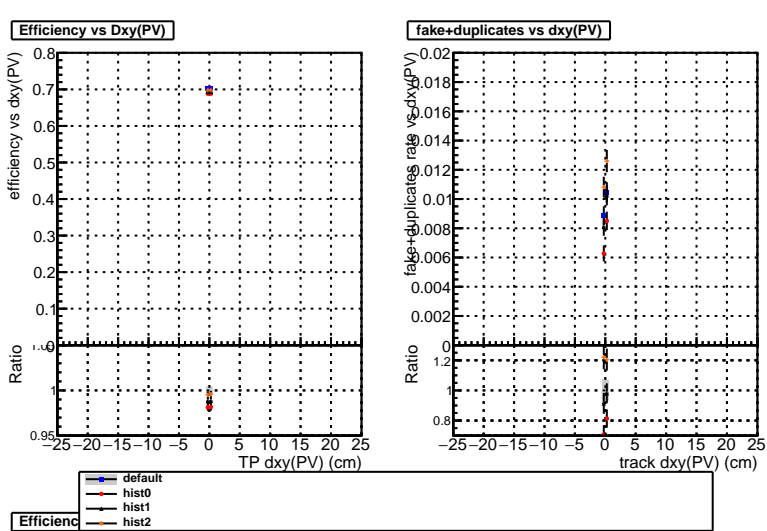 Efficiency vs Dxy(PV)
fake+duplicates vs dxy(PV)
efficiency vs dxy(PV)
0.8
0.7
0.6
0.5
0.4
0.3
0.2
0.1
0
fake+duplicates rate vs dxy(PV)
0.02
0.018
0.016
0.014
0.012
0.01
0.008
0.006
0.004
0.002
0
Ratio
1
0.95
−25 −20 −15 −10 −5 0 5 10 15 20 25
TP dxy(PV) (cm)
Ratio
1.2
1
0.8
−25 −20 −15 −10 −5 0 5 10 15 20 25
track dxy(PV) (cm)
default
hist0
hist1
hist2
Efficienc